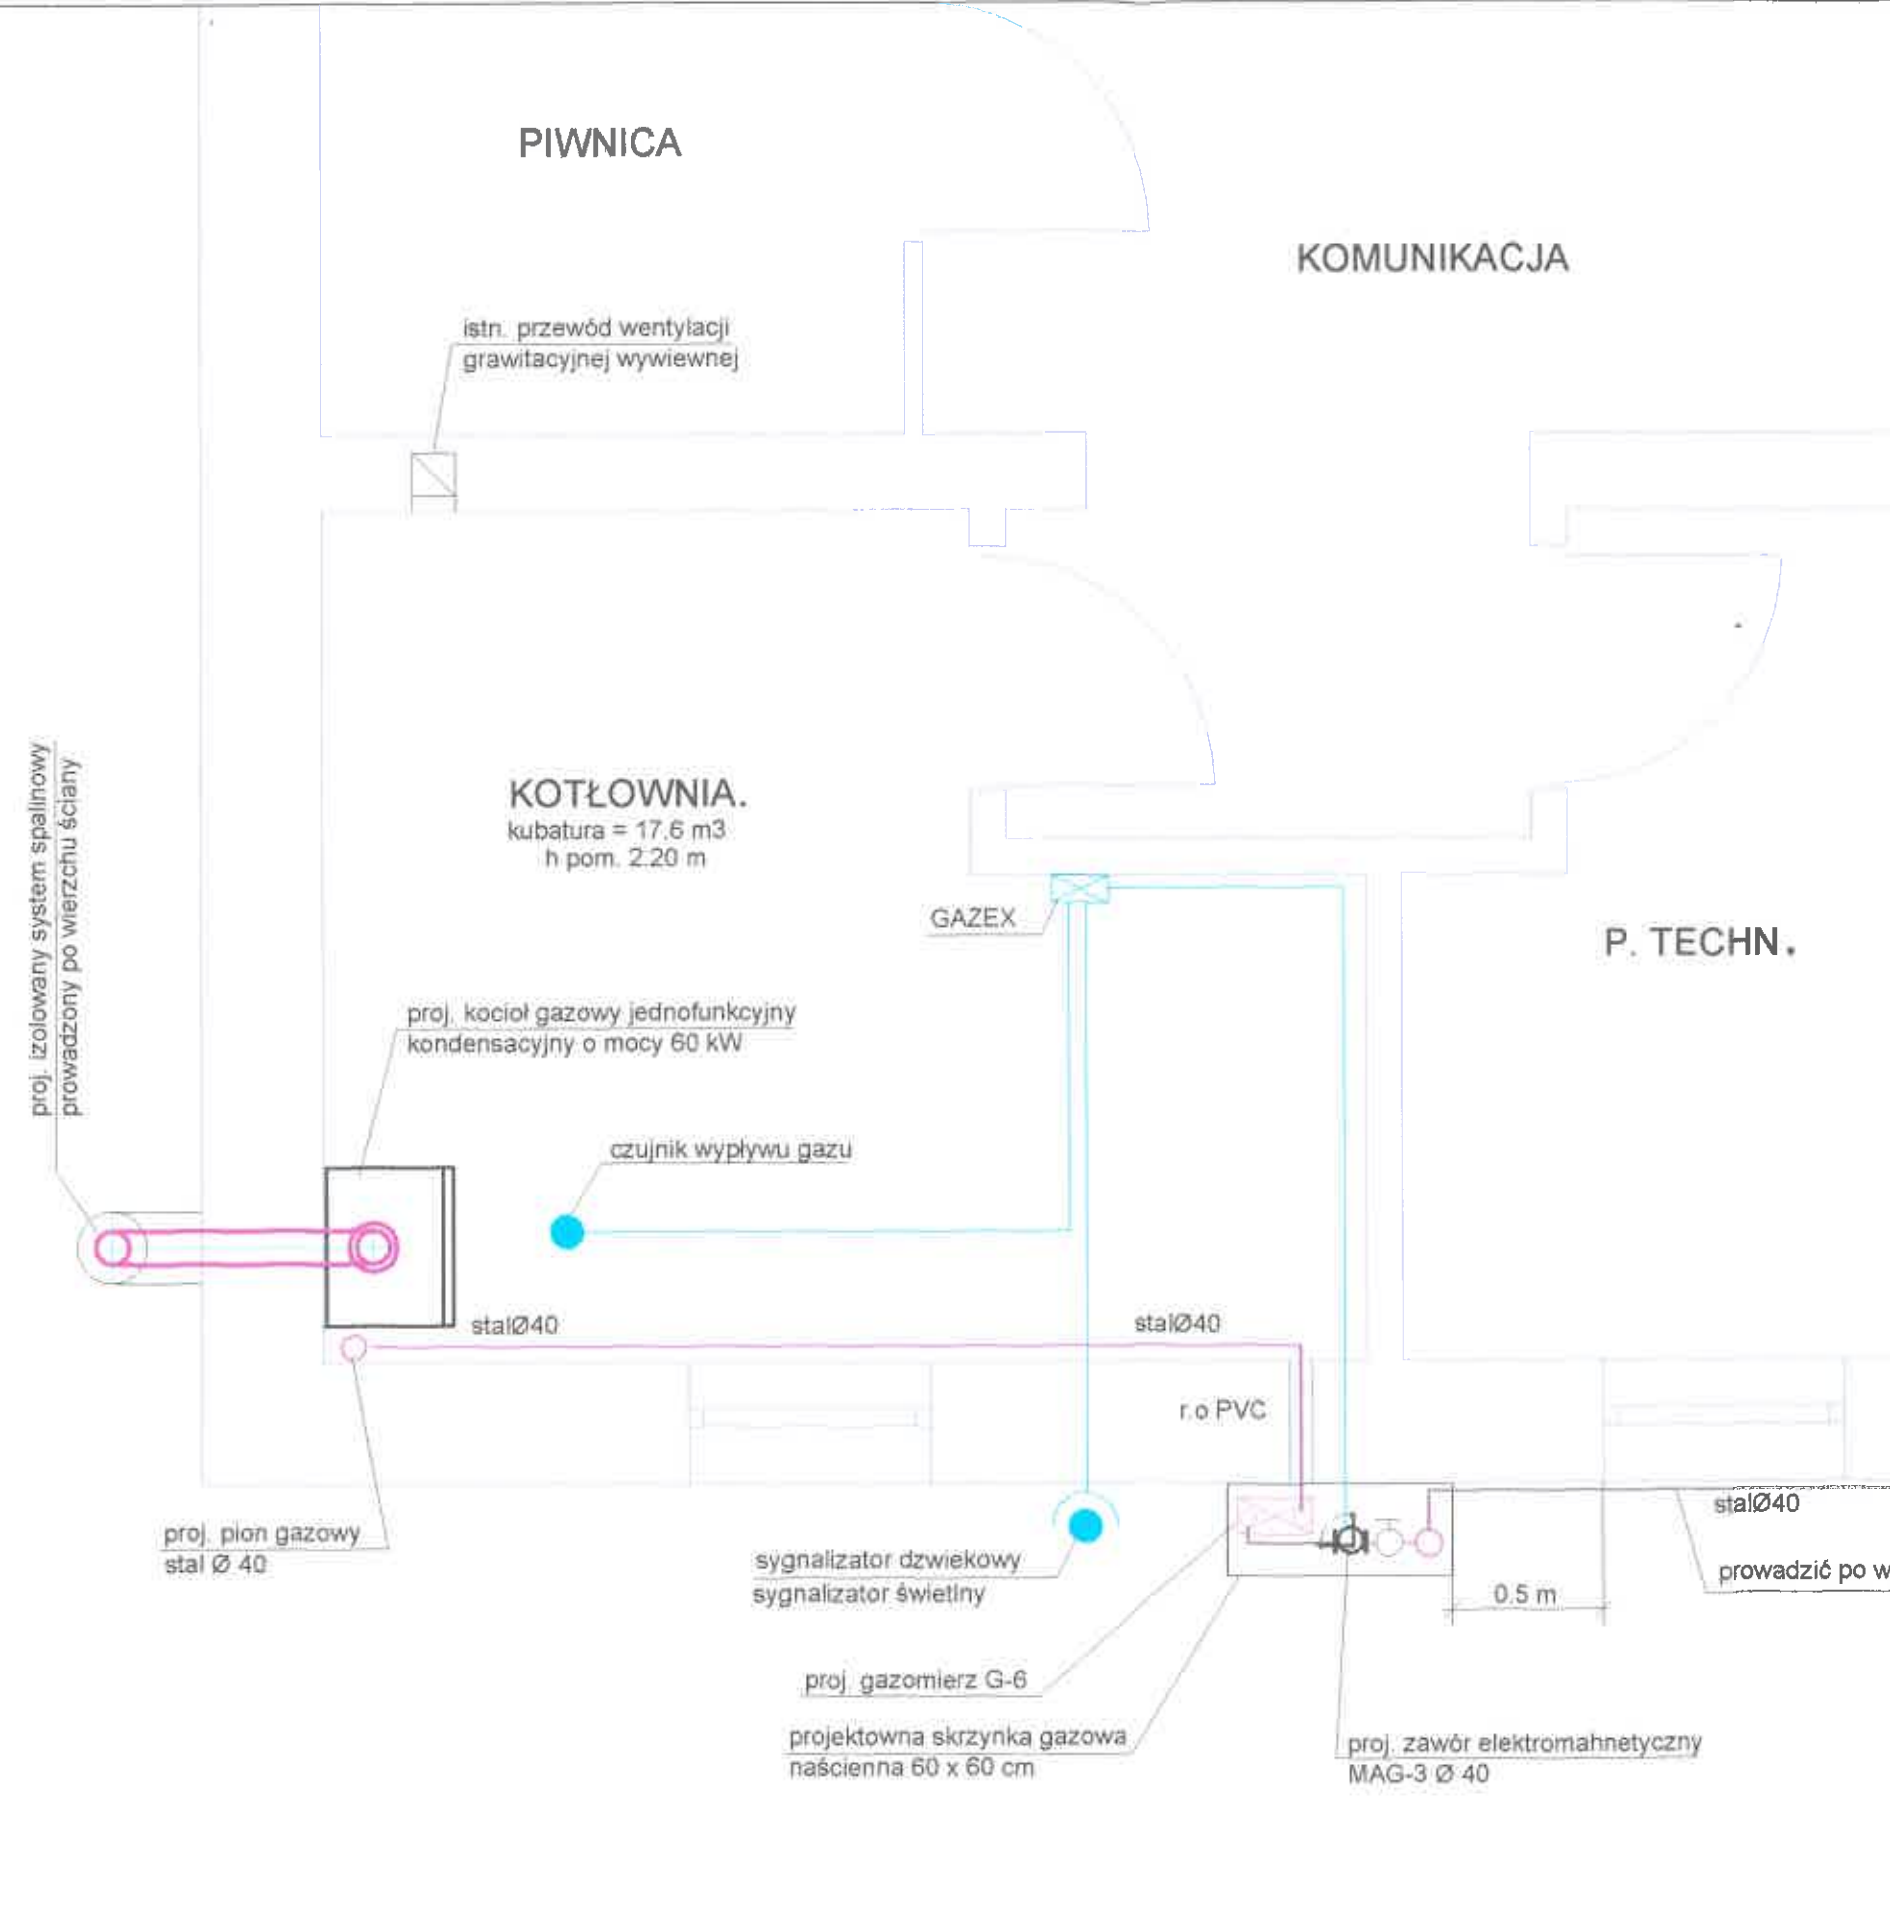 PIWNICA
KOMUNIKACJA
istn. przewód wentylacji
grawitacyjnej wywiewnej
KOTŁOWNIA.
kubatura = 17.6 m3
h pom. 2.20 m
proj. izolowany system spalinowy
prowadzony po wierzchu ściany
GAZEX
P. TECHN.
proj. kocioł gazowy jednofunkcyjny
kondensacyjny o mocy 60 kW
czujnik wypływu gazu
stalØ40
stalØ40
r.o PVC
stalØ40
proj. pion gazowy
stal Ø 40
sygnalizator dzwiekowy
sygnalizator świetlny
prowadzić po w
0.5 m
proj. gazomierz G-6
projektowna skrzynka gazowa
naścienna 60 x 60 cm
proj. zawór elektromahnetyczny
MAG-3 Ø 40